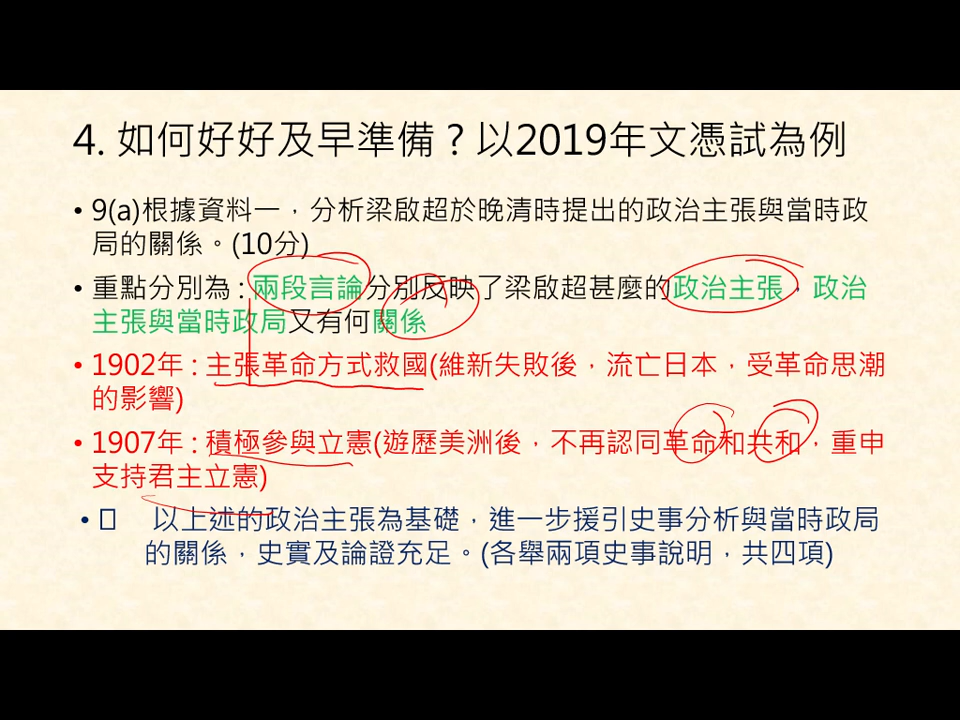 4. 如何好好及早準備？以2019年文憑試為例
• 9(a)根據資料一，分析梁啟超於晚清時提出的政治主張與當時政
局的關係。(10分)
• 重點分別為 : 兩段言論分別反映了梁啟超甚麼的政治主張，政治
主張與當時政局又有何關係
• 1902年 : 主張革命方式救國(維新失敗後，流亡日本，受革命思潮
的影響)
• 1907年 : 積極參與立憲(遊歷美洲後，不再認同革命和共和，重申
支持君主立憲)
• 以上述的政治主張為基礎，進一步援引史事分析與當時政局
的關係，史實及論證充足。(各舉兩項史事說明，共四項)